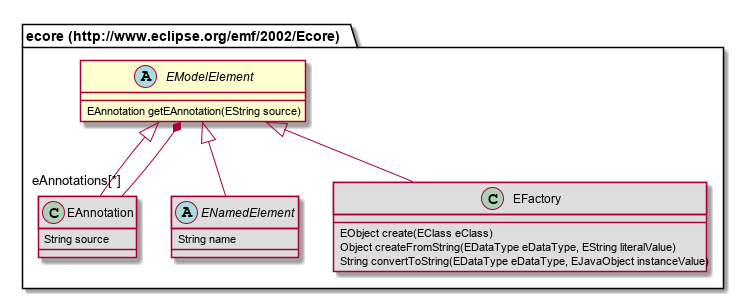 ecore (http://www.eclipse.org/emf/2002/Ecore)
A EModelElement
EAnnotation getEAnnotation(EString source)
eAnnotations[*]
C EAnnotation
String source
A ENamedElement
String name
C EFactory
EObject create(EClass eClass)
Object createFromString(EDataType eDataType, EString literalValue)
String convertToString(EDataType eDataType, EJavaObject instanceValue)